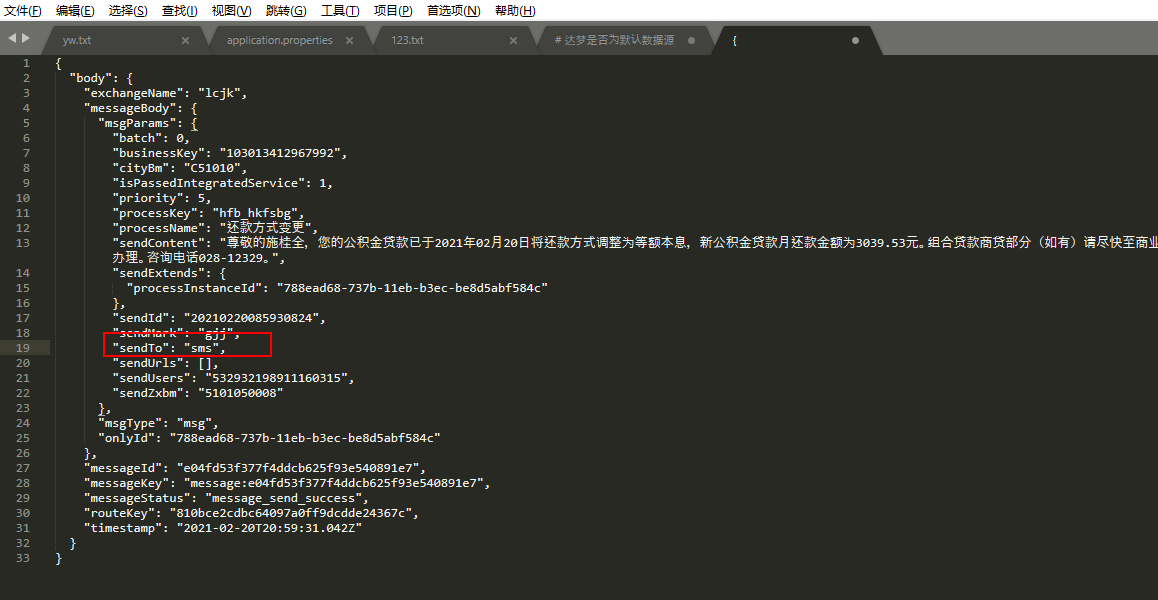 文件(F) 编辑(E) 选择(S) 查找(I) 视图(V) 跳转(G) 工具(T) 项目(P) 首选项(N) 帮助(H)
yw.txt application.properties 123.txt # 达梦是否为默认数据源 {
1 {
2 "body": {
3 "exchangeName": "lcjk",
4 "messageBody": {
5 "msgParams": {
6 "batch": 0,
7 "businessKey": "103013412967992",
8 "cityBm": "C51010",
9 "isPassedIntegratedService": 1,
10 "priority": 5,
11 "processKey": "hfb_hkfsbg",
12 "processName": "还款方式变更",
13 "sendContent": "尊敬的施桂全，您的公积金贷款已于2021年02月20日将还款方式调整为等额本息，新公积金贷款月还款金额为3039.53元。组合贷款商贷部分（如有）请尽快至商业
办理。咨询电话028-12329。",
14 "sendExtends": {
15 "processInstanceId": "788ead68-737b-11eb-b3ec-be8d5abf584c"
16 },
17 "sendId": "20210220085930824",
18 "sendMark": "gjj",
19 "sendTo": "sms",
20 "sendUrls": [],
21 "sendUsers": "532932198911160315",
22 "sendZxbm": "5101050008"
23 },
24 "msgType": "msg",
25 "onlyId": "788ead68-737b-11eb-b3ec-be8d5abf584c"
26 },
27 "messageId": "e04fd53f377f4ddcb625f93e540891e7",
28 "messageKey": "message:e04fd53f377f4ddcb625f93e540891e7",
29 "messageStatus": "message_send_success",
30 "routeKey": "810bce2cdbc64097a0ff9dcdde24367c",
31 "timestamp": "2021-02-20T20:59:31.042Z"
32 }
33 }